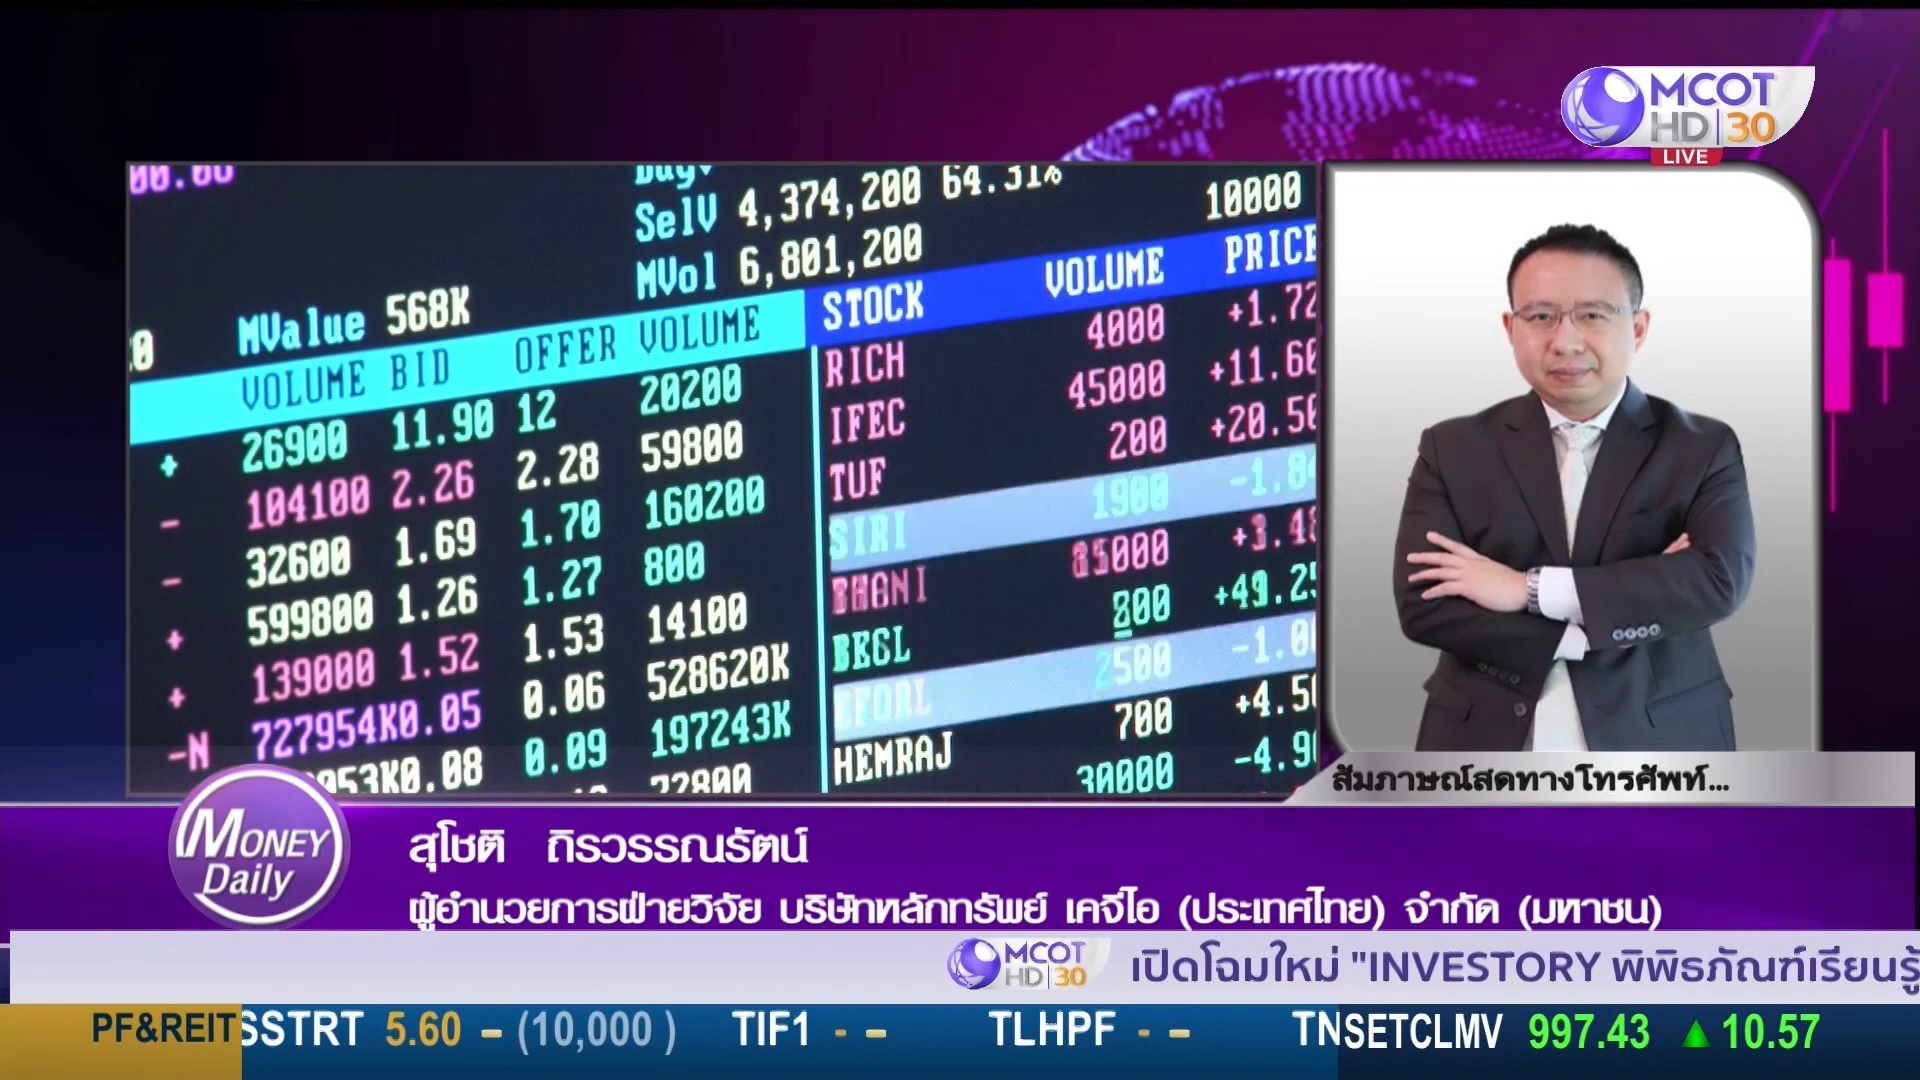 MCOT
HD 30
LIVE
SelV 4,374,200 64.31%
MVol 6,801,200
10000
MValue 568K
VOLUME BID OFFER VOLUME
+ 26900 11.90 12 20200
- 104100 2.26 2.28 59800
- 32600 1.69 1.70 160200
+ 599800 1.26 1.27 800
+ 139000 1.52 1.53 14100
-N 727954K0.05 0.06 528620K
053K0.08 0.09 197243K
STOCK VOLUME PRICE
4000 +1.72
RICH 45000 +11.60
IFEC 200 +20.50
TUF 1900 -1.84
SIRI
+3.48
800
2500 -1.00
700 +4.50
HEMRAJ 30000 -4.90
สัมภาษณ์สดทางโทรศัพท์...
MONEY
Daily
สุโชติ ถิรวรรณรัตน์
ผู้อำนวยการฝ่ายวิจัย บริษัทหลักทรัพย์ เคจีไอ (ประเทศไทย) จำกัด (มหาชน)
MCOT
HD 30
เปิดโฉมใหม่ "INVESTORY พิพิธภัณฑ์เรียนรู้
PF&REIT SSTRT 5.60 – (10,000 ) TIF1 - – TLHPF - – TN SETCLMV 997.43 ▲ 10.57